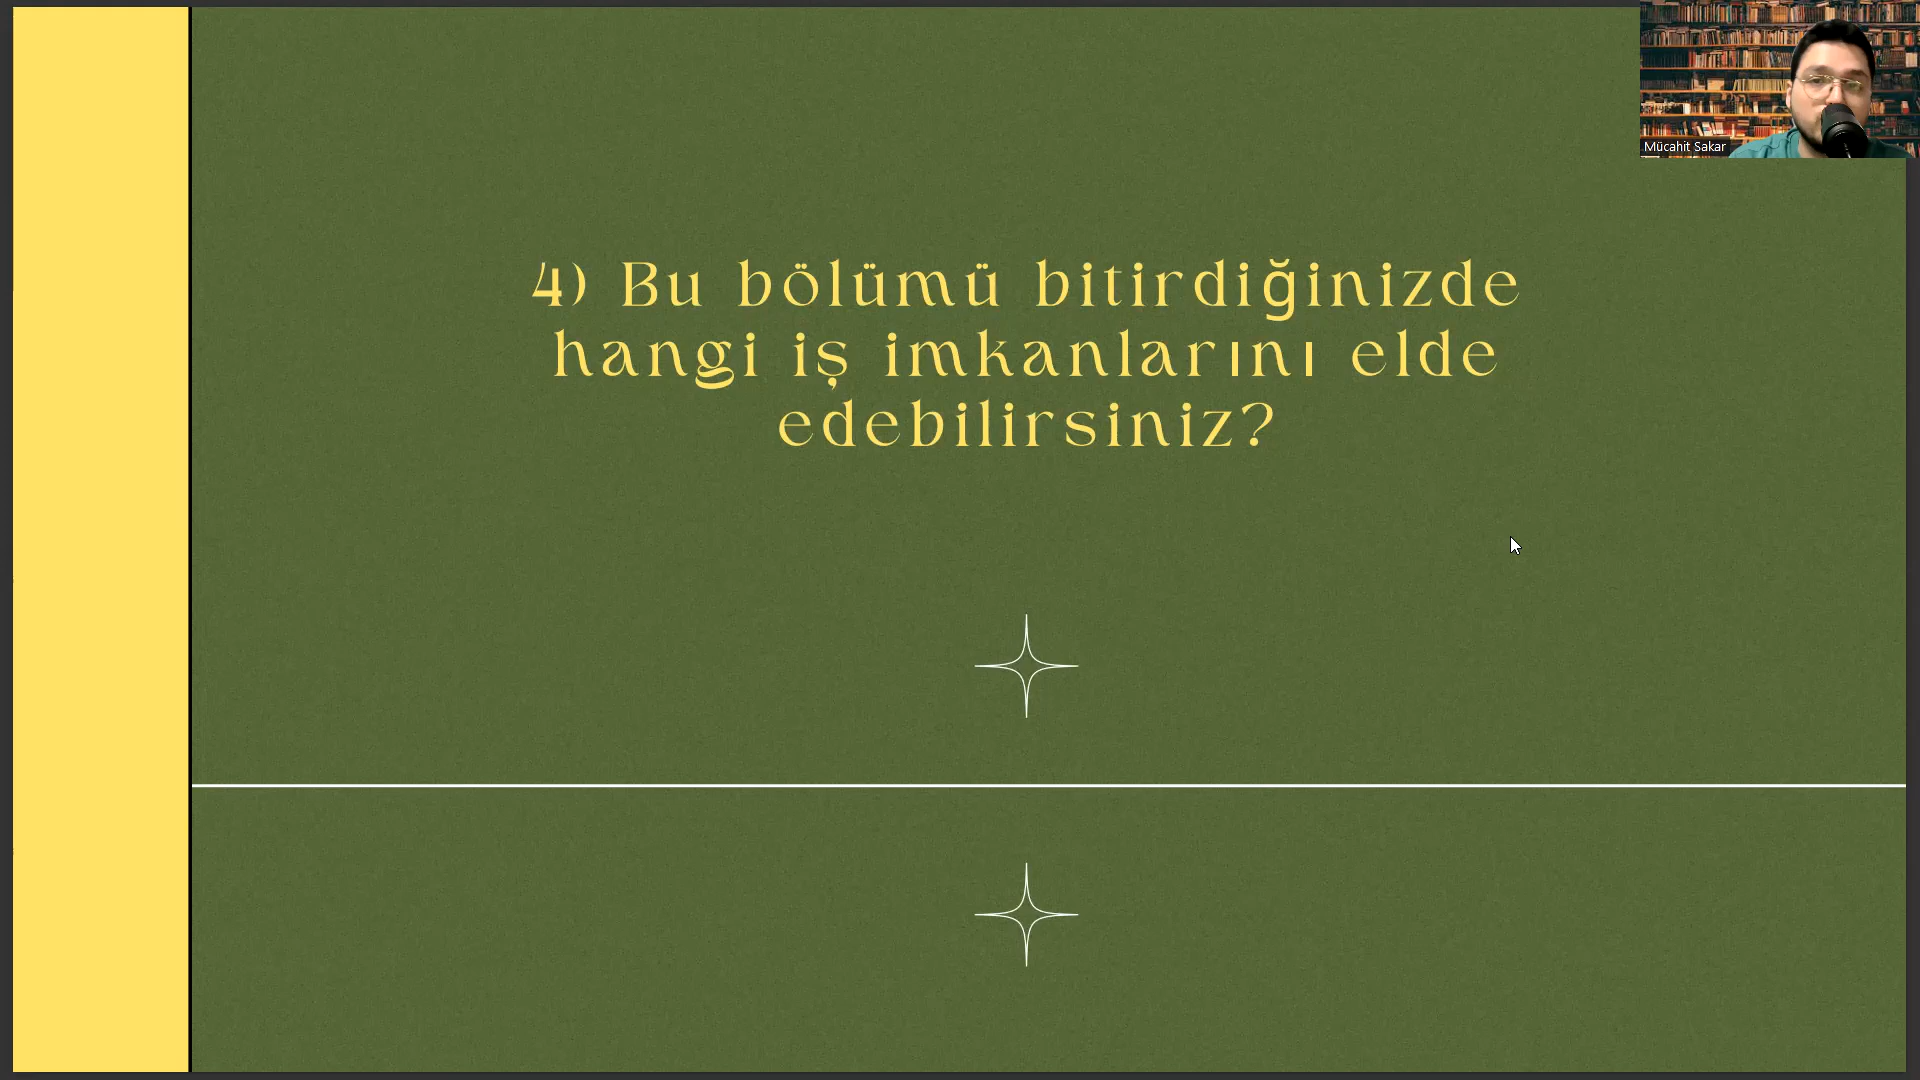 4) Bu bölümü bitirdiğinizde
hangi iş imkanlarını elde
edebilirsiniz?
Mücahit Sakar